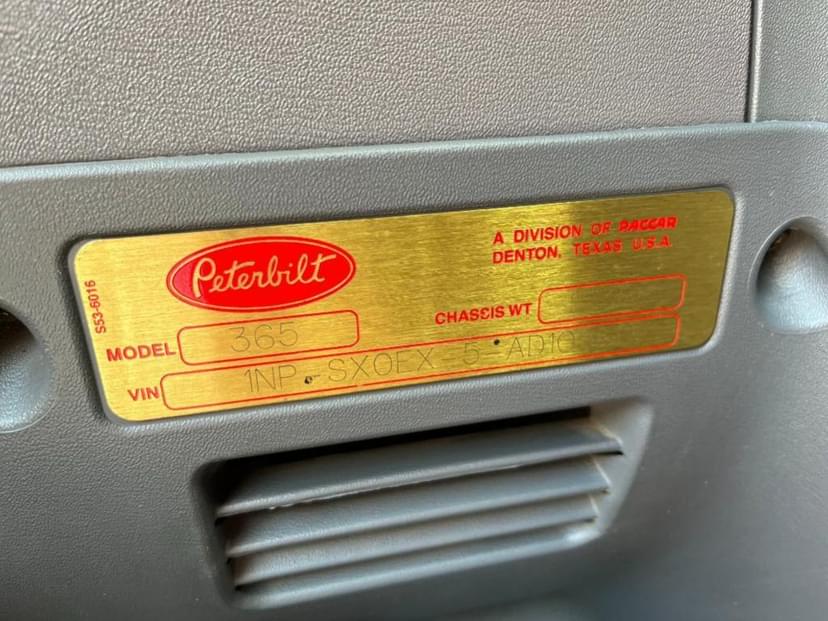 Peterbilt
A DIVISION OF PACCAR
DENTON, TEXAS U.S.A.
S53-6016
MODEL 365
CHASSIS WT
VIN 1NP-SX0EX 5-AD10